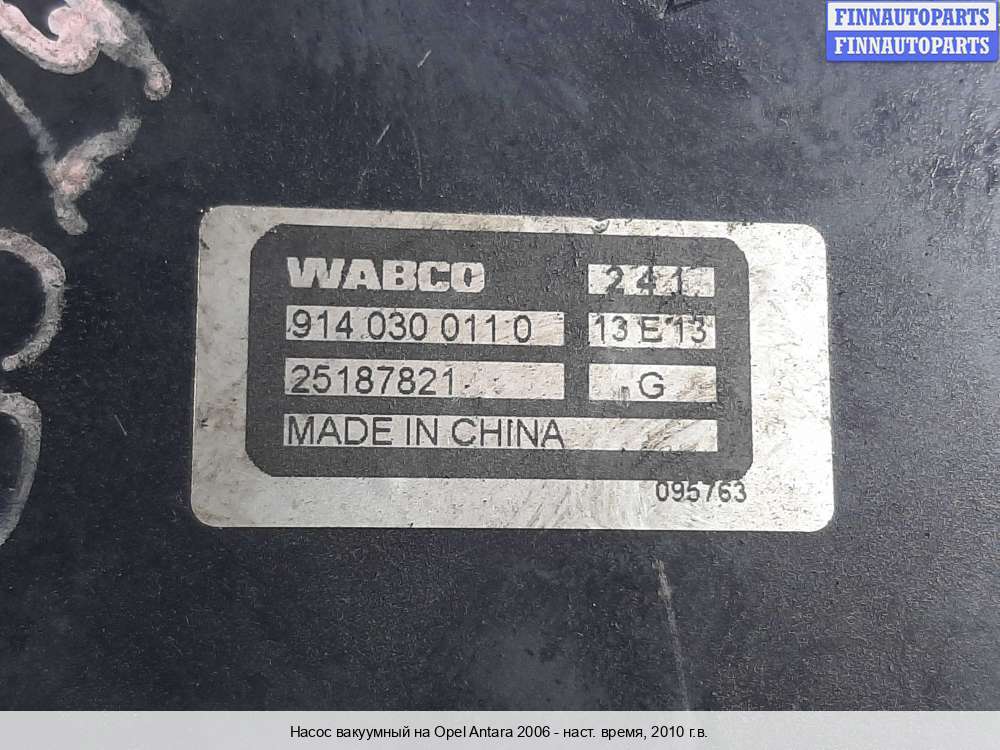 FINNAUTOPARTS
FINNAUTOPARTS
WABCO 241
914 030 011 0 13 E 13
25187821 G
MADE IN CHINA
095763
Насос вакуумный на Opel Antara 2006 - наст. время, 2010 г.в.